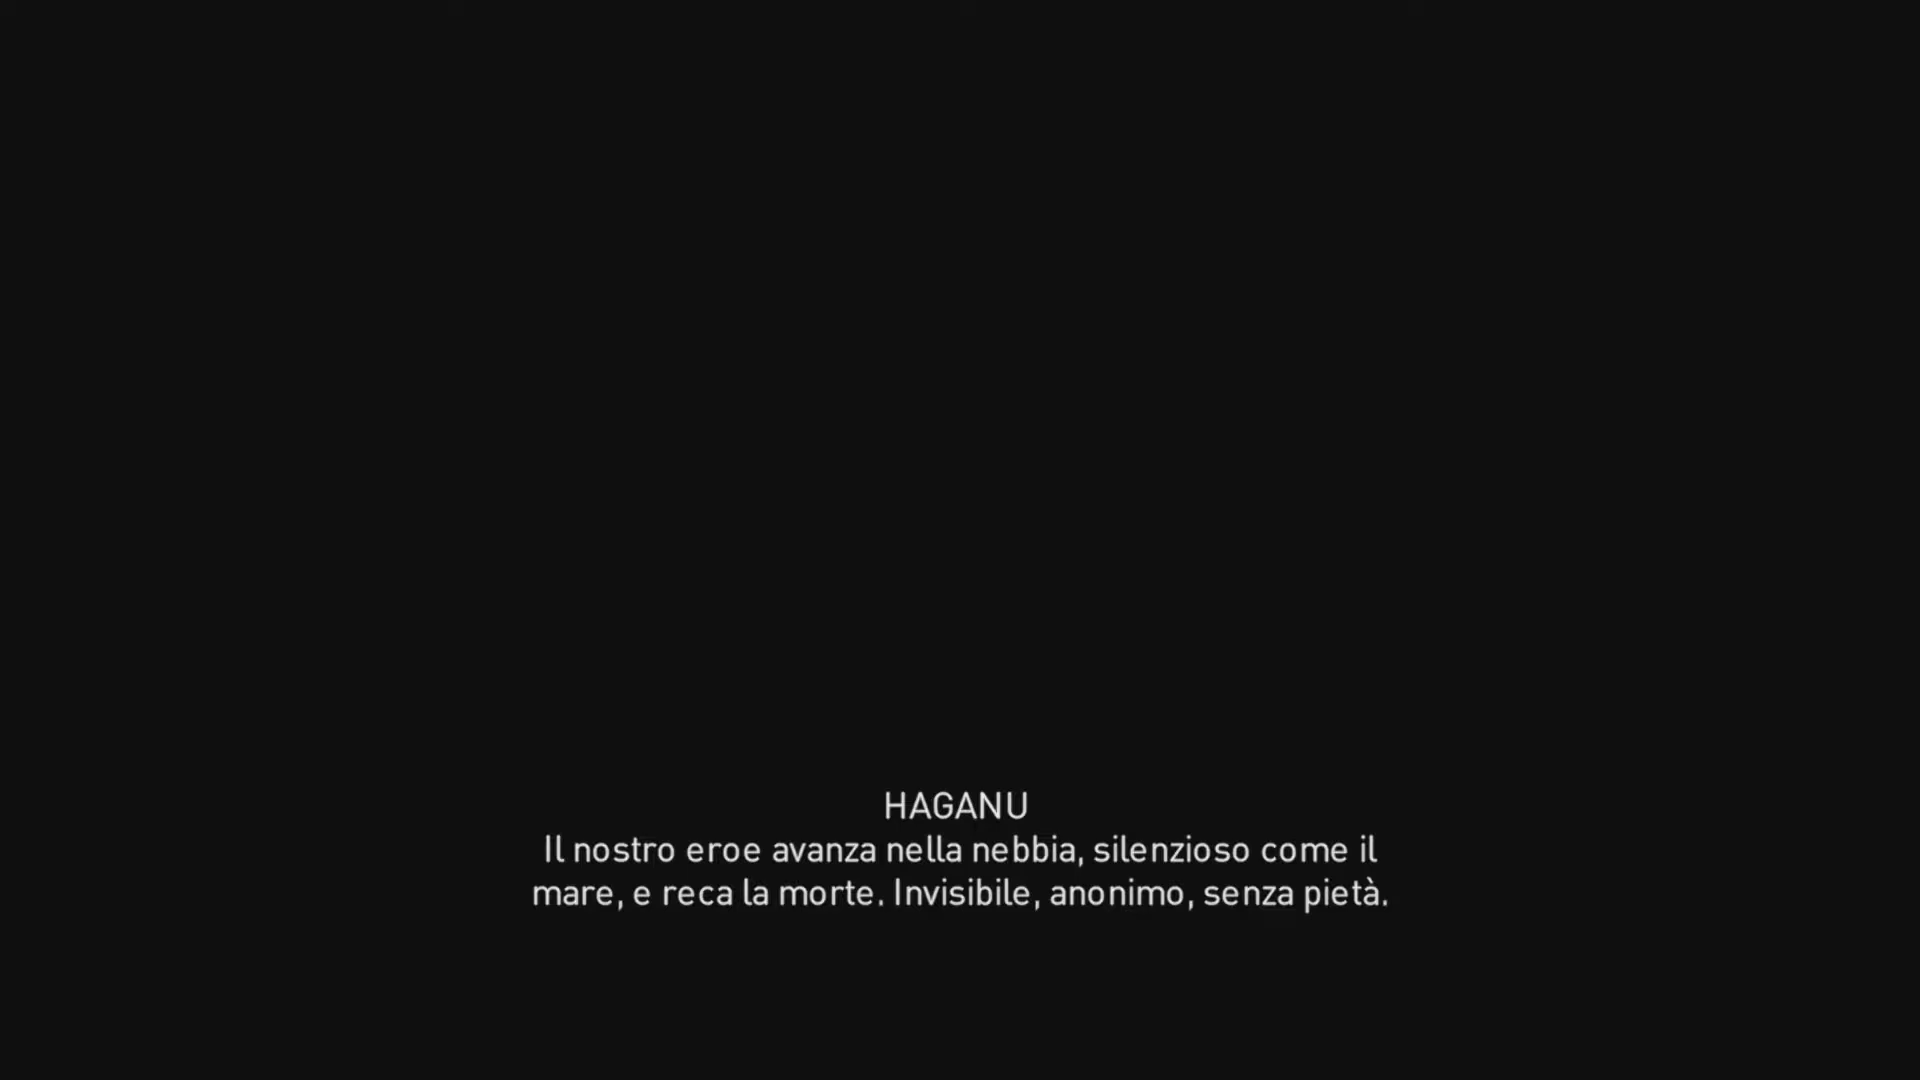 HAGANU
Il nostro eroe avanza nella nebbia, silenzioso come il
mare, e reca la morte. Invisibile, anonimo, senza pietà.